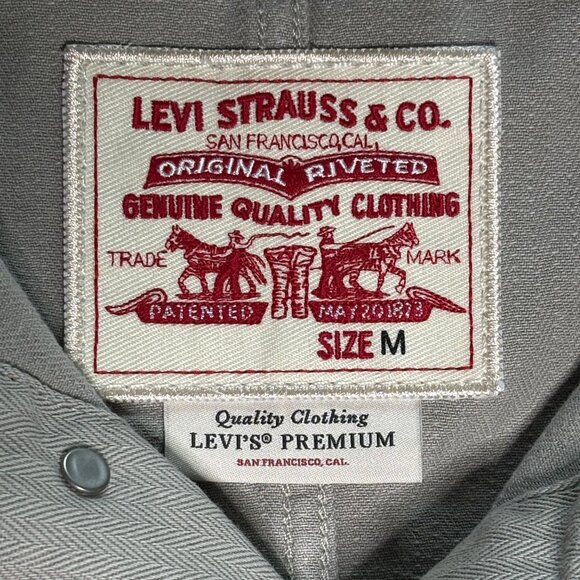 LEVI STRAUSS & CO.
SAN FRANCISCO, CAL.
ORIGINAL RIVETED
GENUINE QUALITY CLOTHING
TRADE MARK
PATENTED MAY 20 1873
SIZE M
Quality Clothing
LEVI'S® PREMIUM
SAN FRANCISCO, CAL.